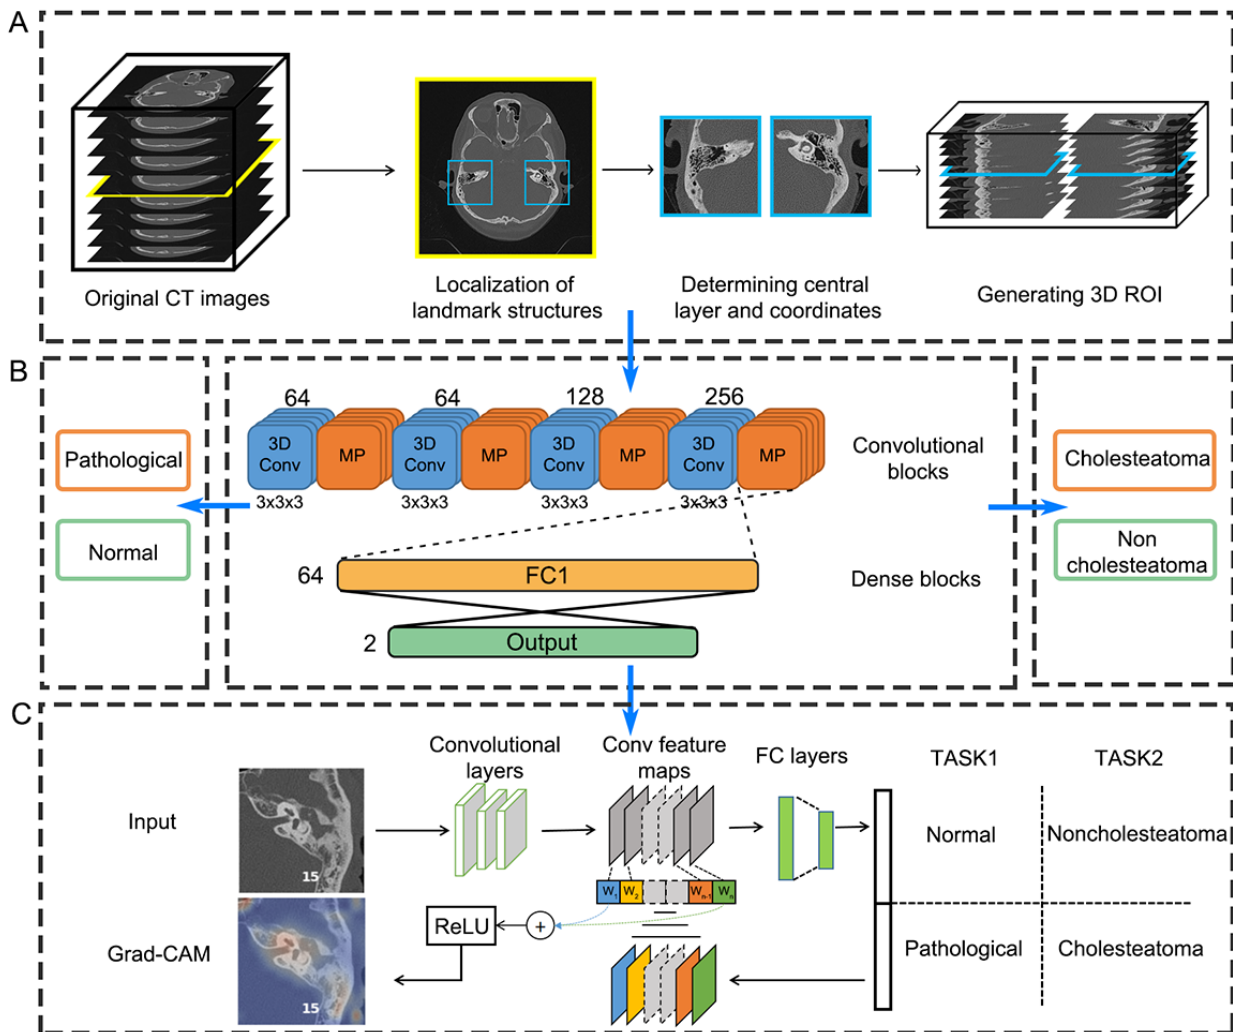 A
Original CT images
Localization of
landmark structures
Determining central
layer and coordinates
Generating 3D ROI
B
Pathological
Normal
64
64
128
256
3D
Conv
MP
3D
Conv
MP
3D
Conv
MP
3D
Conv
MP
3x3x3
3x3x3
3x3x3
3x3x3
Convolutional
blocks
64
FC1
Dense blocks
2
Output
Cholesteatoma
Non
cholesteatoma
C
Convolutional
layers
Conv feature
maps
FC layers
TASK1
TASK2
Input
15
Normal
Noncholesteatoma
W1
W2
Wn-1
Wn
ReLU
+
Grad-CAM
15
Pathological
Cholesteatoma